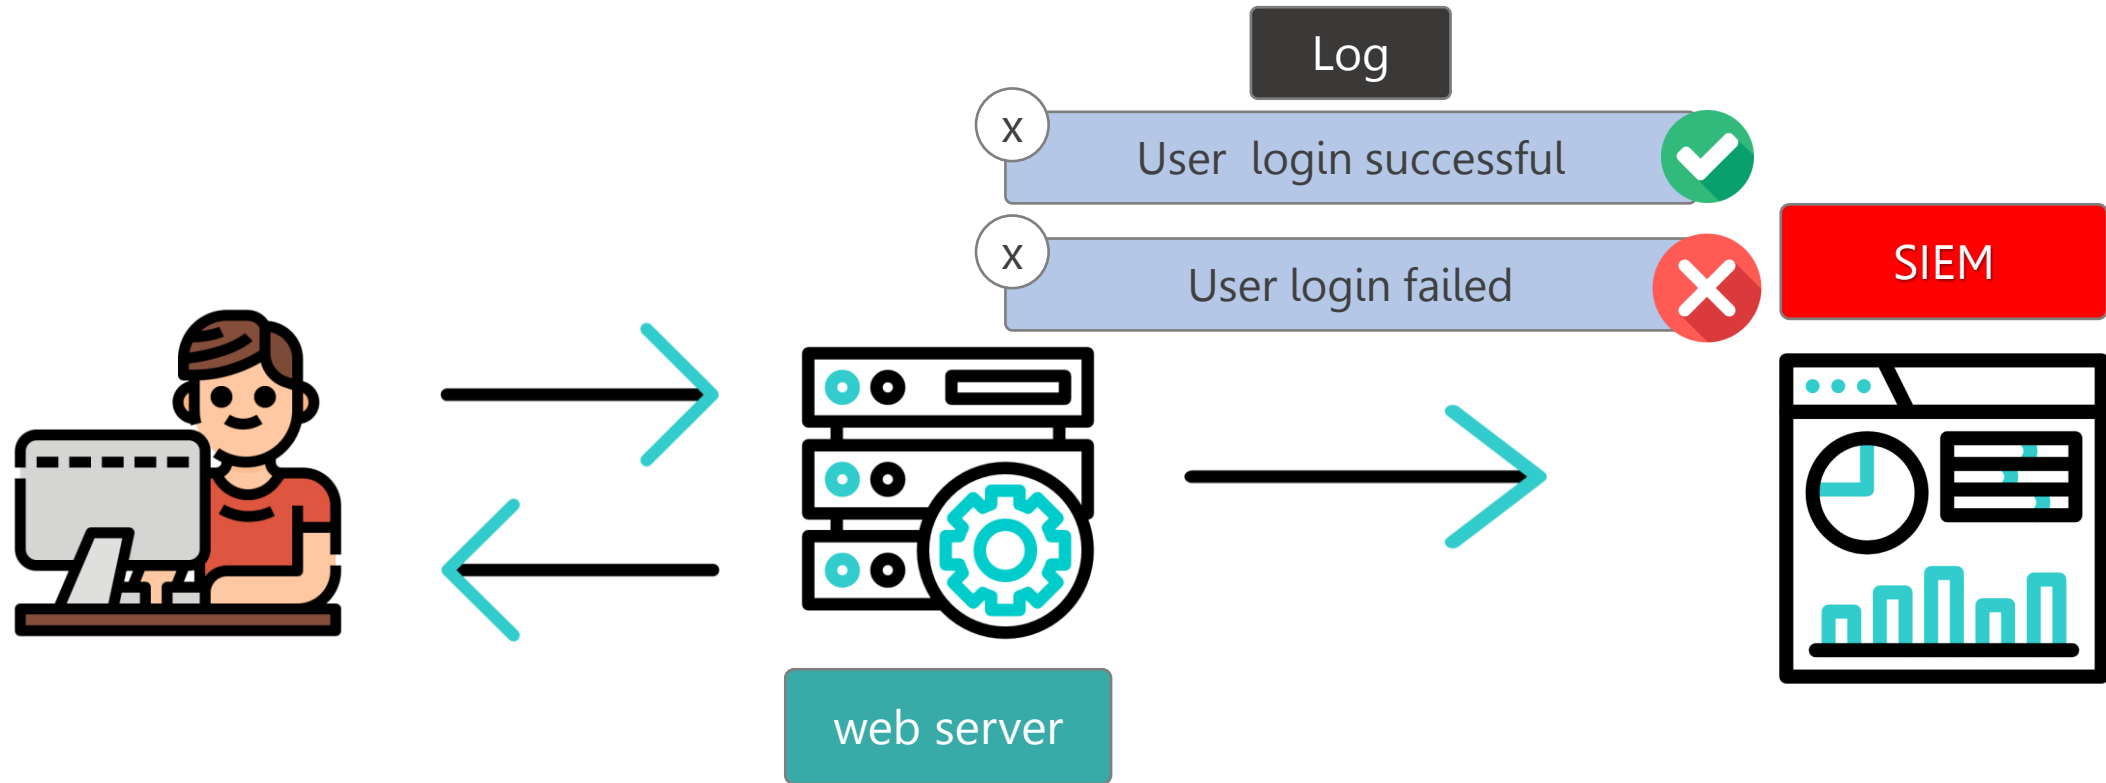 Log
x
User login successful
x
User login failed
SIEM
web server